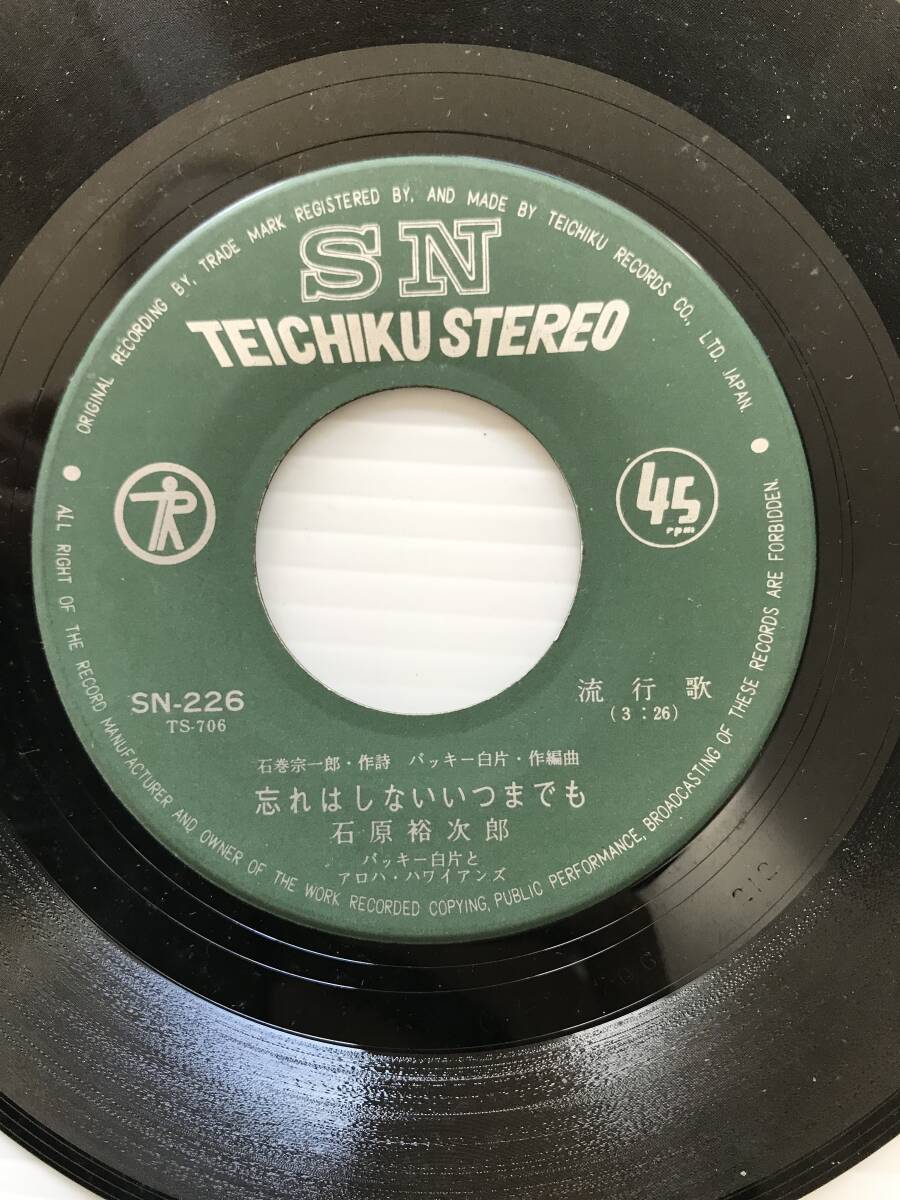 ORIGINAL RECORDING BY, TRADE MARK REGISTERED BY, AND MADE BY TEICHIKU RECORDS CO., LTD. JAPAN.
SN
TEICHIKU STEREO
TR
45
rpm
SN-226
TS-706
流行歌
(3:26)
石巻宗一郎・作詩 バッキー白片・作編曲
忘れはしないいつまでも
石原裕次郎
バッキー白片と
アロハ・ハワイアンズ
ALL RIGHT OF THE RECORD MANUFACTURER AND OWNER OF THE WORK RECORDED COPYING, PUBLIC PERFORMANCE, BROADCASTING OF THESE RECORDS ARE FORBIDDEN.